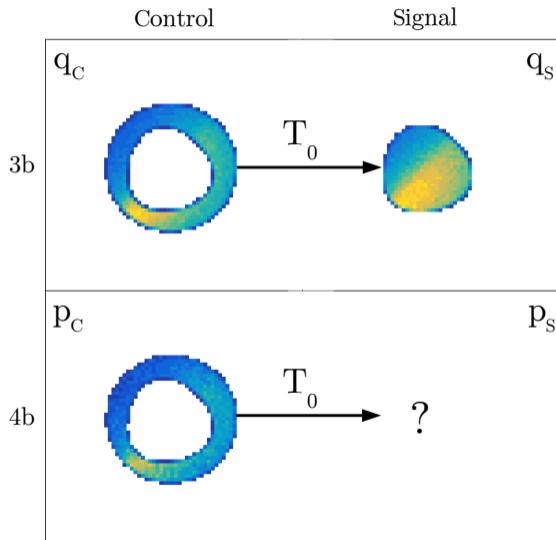 Control Signal
q_C q_S
3b T_0
p_C p_S
4b T_0 ?